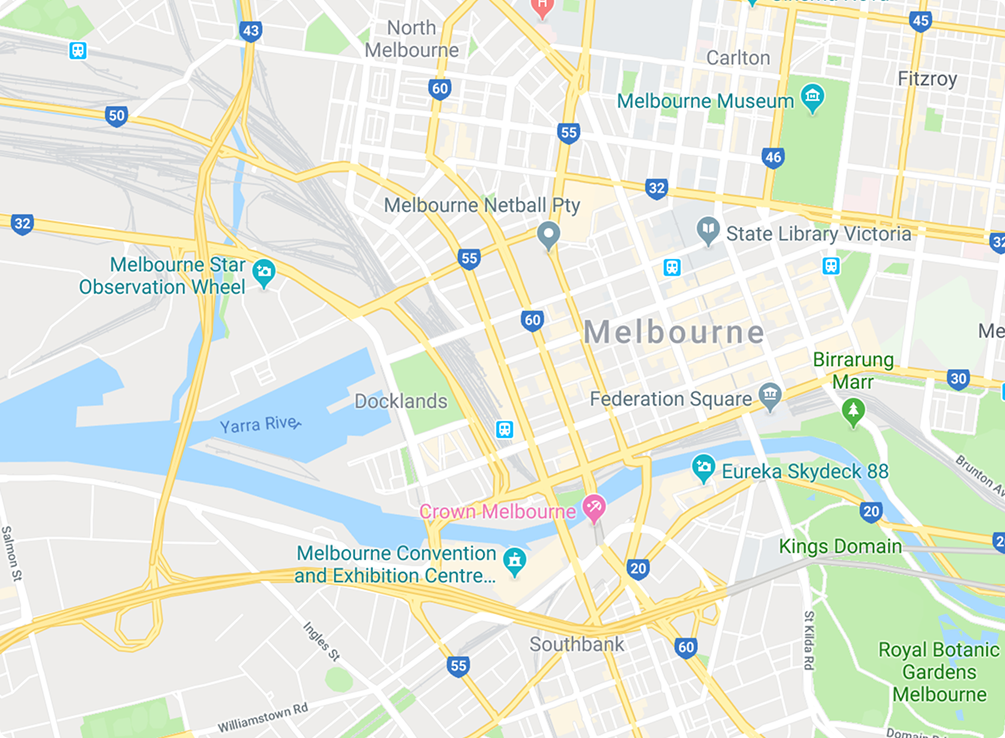 Cinema Nova
H
43
45
North
Melbourne
Carlton
Fitzroy
60
Melbourne Museum
50
55
46
32
Melbourne Netball Pty
32
State Library Victoria
32
55
Melbourne Star
Observation Wheel
60
Melbourne
Me
Birrarung
Marr
30
Federation Square
Docklands
Yarra River
Eureka Skydeck 88
Brunton Av
Crown Melbourne
20
Salmon St
Melbourne Convention
and Exhibition Centre...
Kings Domain
2
20
Ingles St
Southbank
60
St Kilda Rd
55
Royal Botanic
Gardens
Melbourne
Williamstown Rd
Domain R